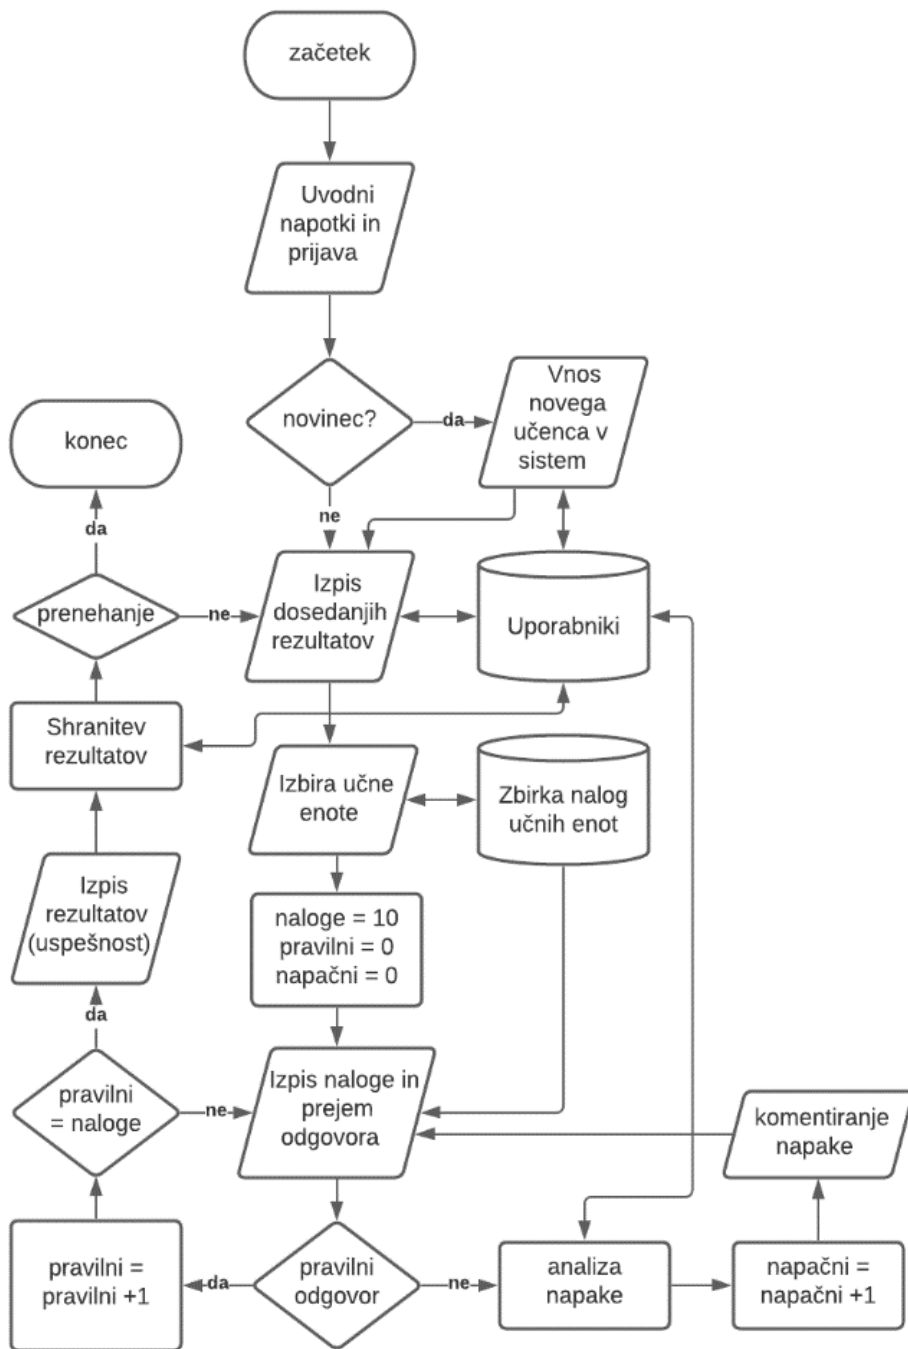 začetek
Uvodni
napotki in
prijava
novinec?
da
Vnos
novega
učenca v
sistem
konec
da
ne
prenehanje
ne
Izpis
dosedanjih
rezultatov
Uporabniki
Shranitev
rezultatov
Izbira učne
enote
Zbirka nalog
učnih enot
Izpis
rezultatov
(uspešnost)
naloge = 10
pravilni = 0
napačni = 0
da
pravilni
= naloge
ne
Izpis naloge in
prejem
odgovora
komentiranje
napake
pravilni =
pravilni +1
da
pravilni
odgovor
ne
analiza
napake
napačni =
napačni +1